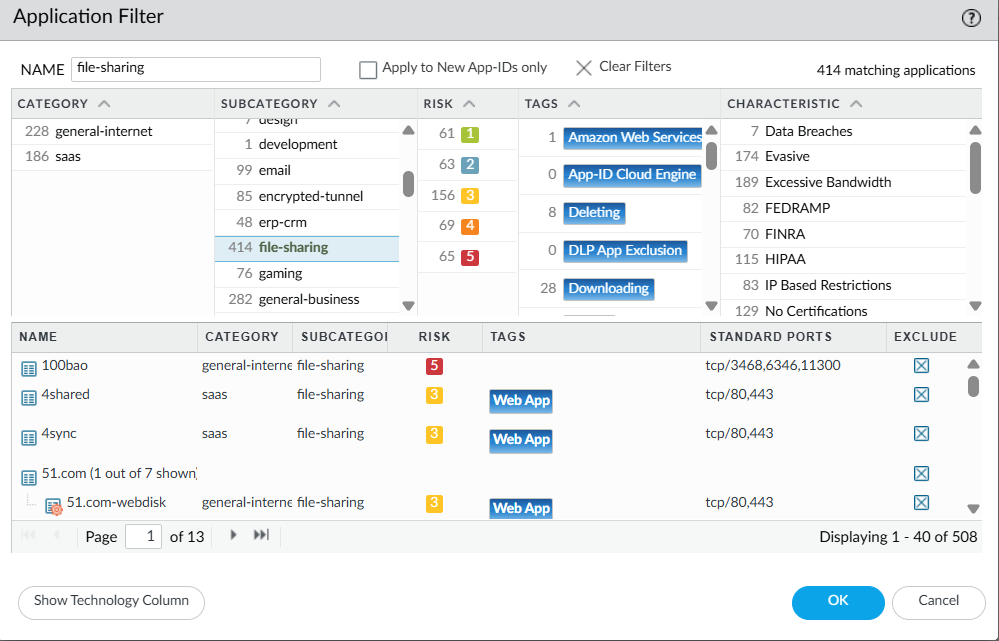 Application Filter
NAME file-sharing Apply to New App-IDs only Clear Filters 414 matching applications
CATEGORY SUBCATEGORY RISK TAGS CHARACTERISTIC
228 general-internet
186 saas
7 design
1 development
99 email
85 encrypted-tunnel
48 erp-crm
414 file-sharing
76 gaming
282 general-business
61 1
63 2
156 3
69 4
65 5
1 Amazon Web Services
0 App-ID Cloud Engine
8 Deleting
0 DLP App Exclusion
28 Downloading
7 Data Breaches
174 Evasive
189 Excessive Bandwidth
82 FEDRAMP
70 FINRA
115 HIPAA
83 IP Based Restrictions
129 No Certifications
NAME CATEGORY SUBCATEGO RISK TAGS STANDARD PORTS EXCLUDE
100bao general-interne file-sharing 5 tcp/3468,6346,11300
4shared saas file-sharing 3 Web App tcp/80,443
4sync saas file-sharing 3 Web App tcp/80,443
51.com (1 out of 7 shown)
51.com-webdisk general-interne file-sharing 3 Web App tcp/80,443
Page 1 of 13 Displaying 1 - 40 of 508
Show Technology Column OK Cancel